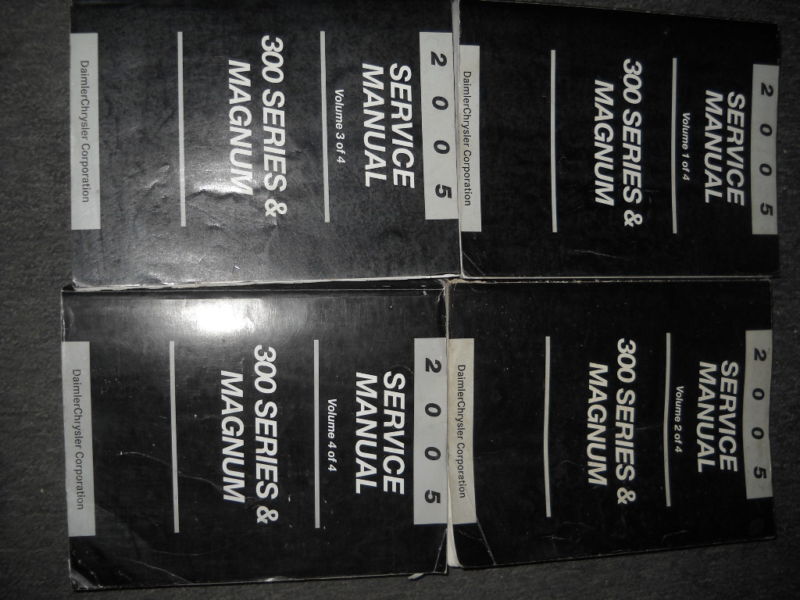 2005
SERVICE
MANUAL
Volume 1 of 4
300 SERIES &
MAGNUM
DaimlerChrysler Corporation
2005
SERVICE
MANUAL
Volume 2 of 4
300 SERIES &
MAGNUM
DaimlerChrysler Corporation
2005
SERVICE
MANUAL
Volume 3 of 4
300 SERIES &
MAGNUM
DaimlerChrysler Corporation
2005
SERVICE
MANUAL
Volume 4 of 4
300 SERIES &
MAGNUM
DaimlerChrysler Corporation